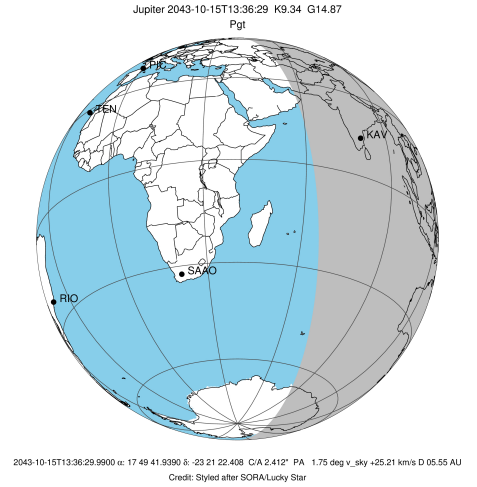 Jupiter 2043-10-15T13:36:29 K9.34 G14.87
Pgt
PIC
TEN
KAV
SAAO
RIO
2043-10-15T13:36:29.9900 α: 17 49 41.9390 δ: -23 21 22.408 C/A 2.412" PA 1.75 deg v_sky +25.21 km/s D 05.55 AU
Credit: Styled after SORA/Lucky Star